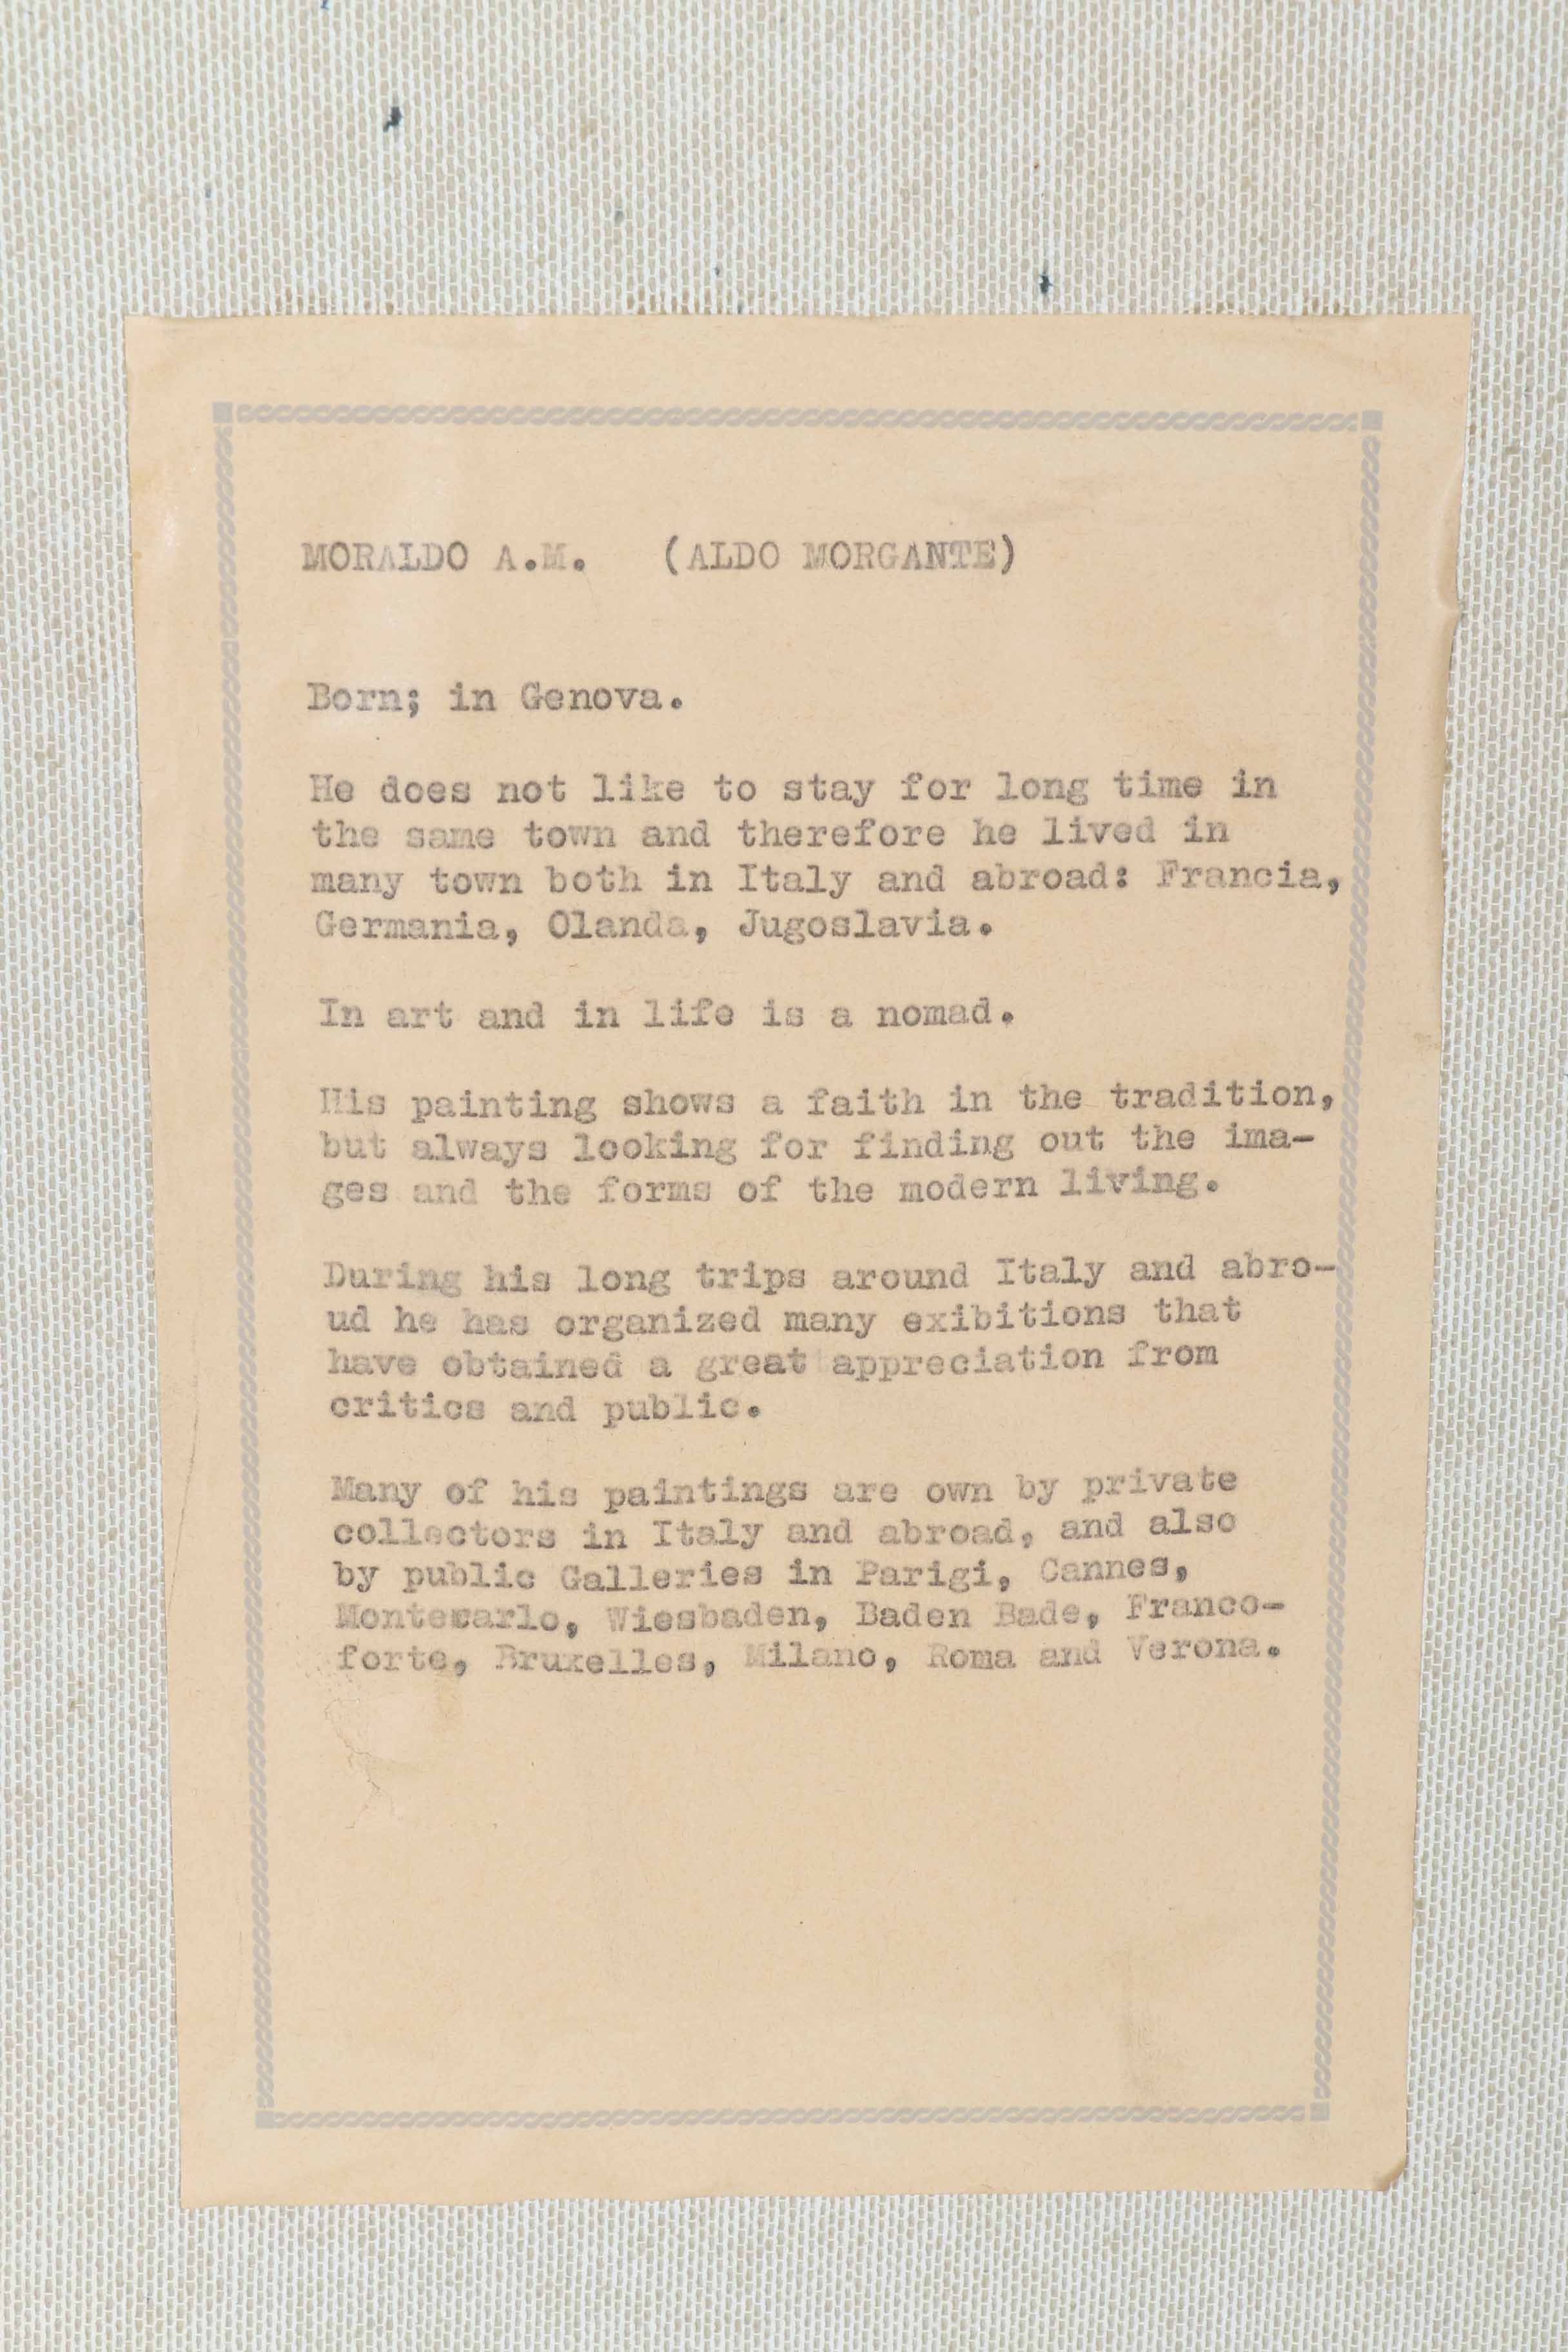 MORALDO A.M. (ALDO MORGANTE)
Born; in Genova.
He does not like to stay for long time in
the same town and therefore he lived in
many town both in Italy and abroad: Francia,
Germania, Olanda, Jugoslavia.
In art and in life is a nomad.
His painting shows a faith in the tradition,
but always looking for finding out the ima-
ges and the forms of the modern living.
During his long trips around Italy and abro-
ud he has organized many exibitions that
have obtained a great appreciation from
critics and public.
Many of his paintings are own by private
collectors in Italy and abroad, and also
by public Galleries in Parigi, Cannes,
Montecarlo, Wiesbaden, Baden Bade, Franco-
forte, Bruxelles, Milano, Roma and Verona.